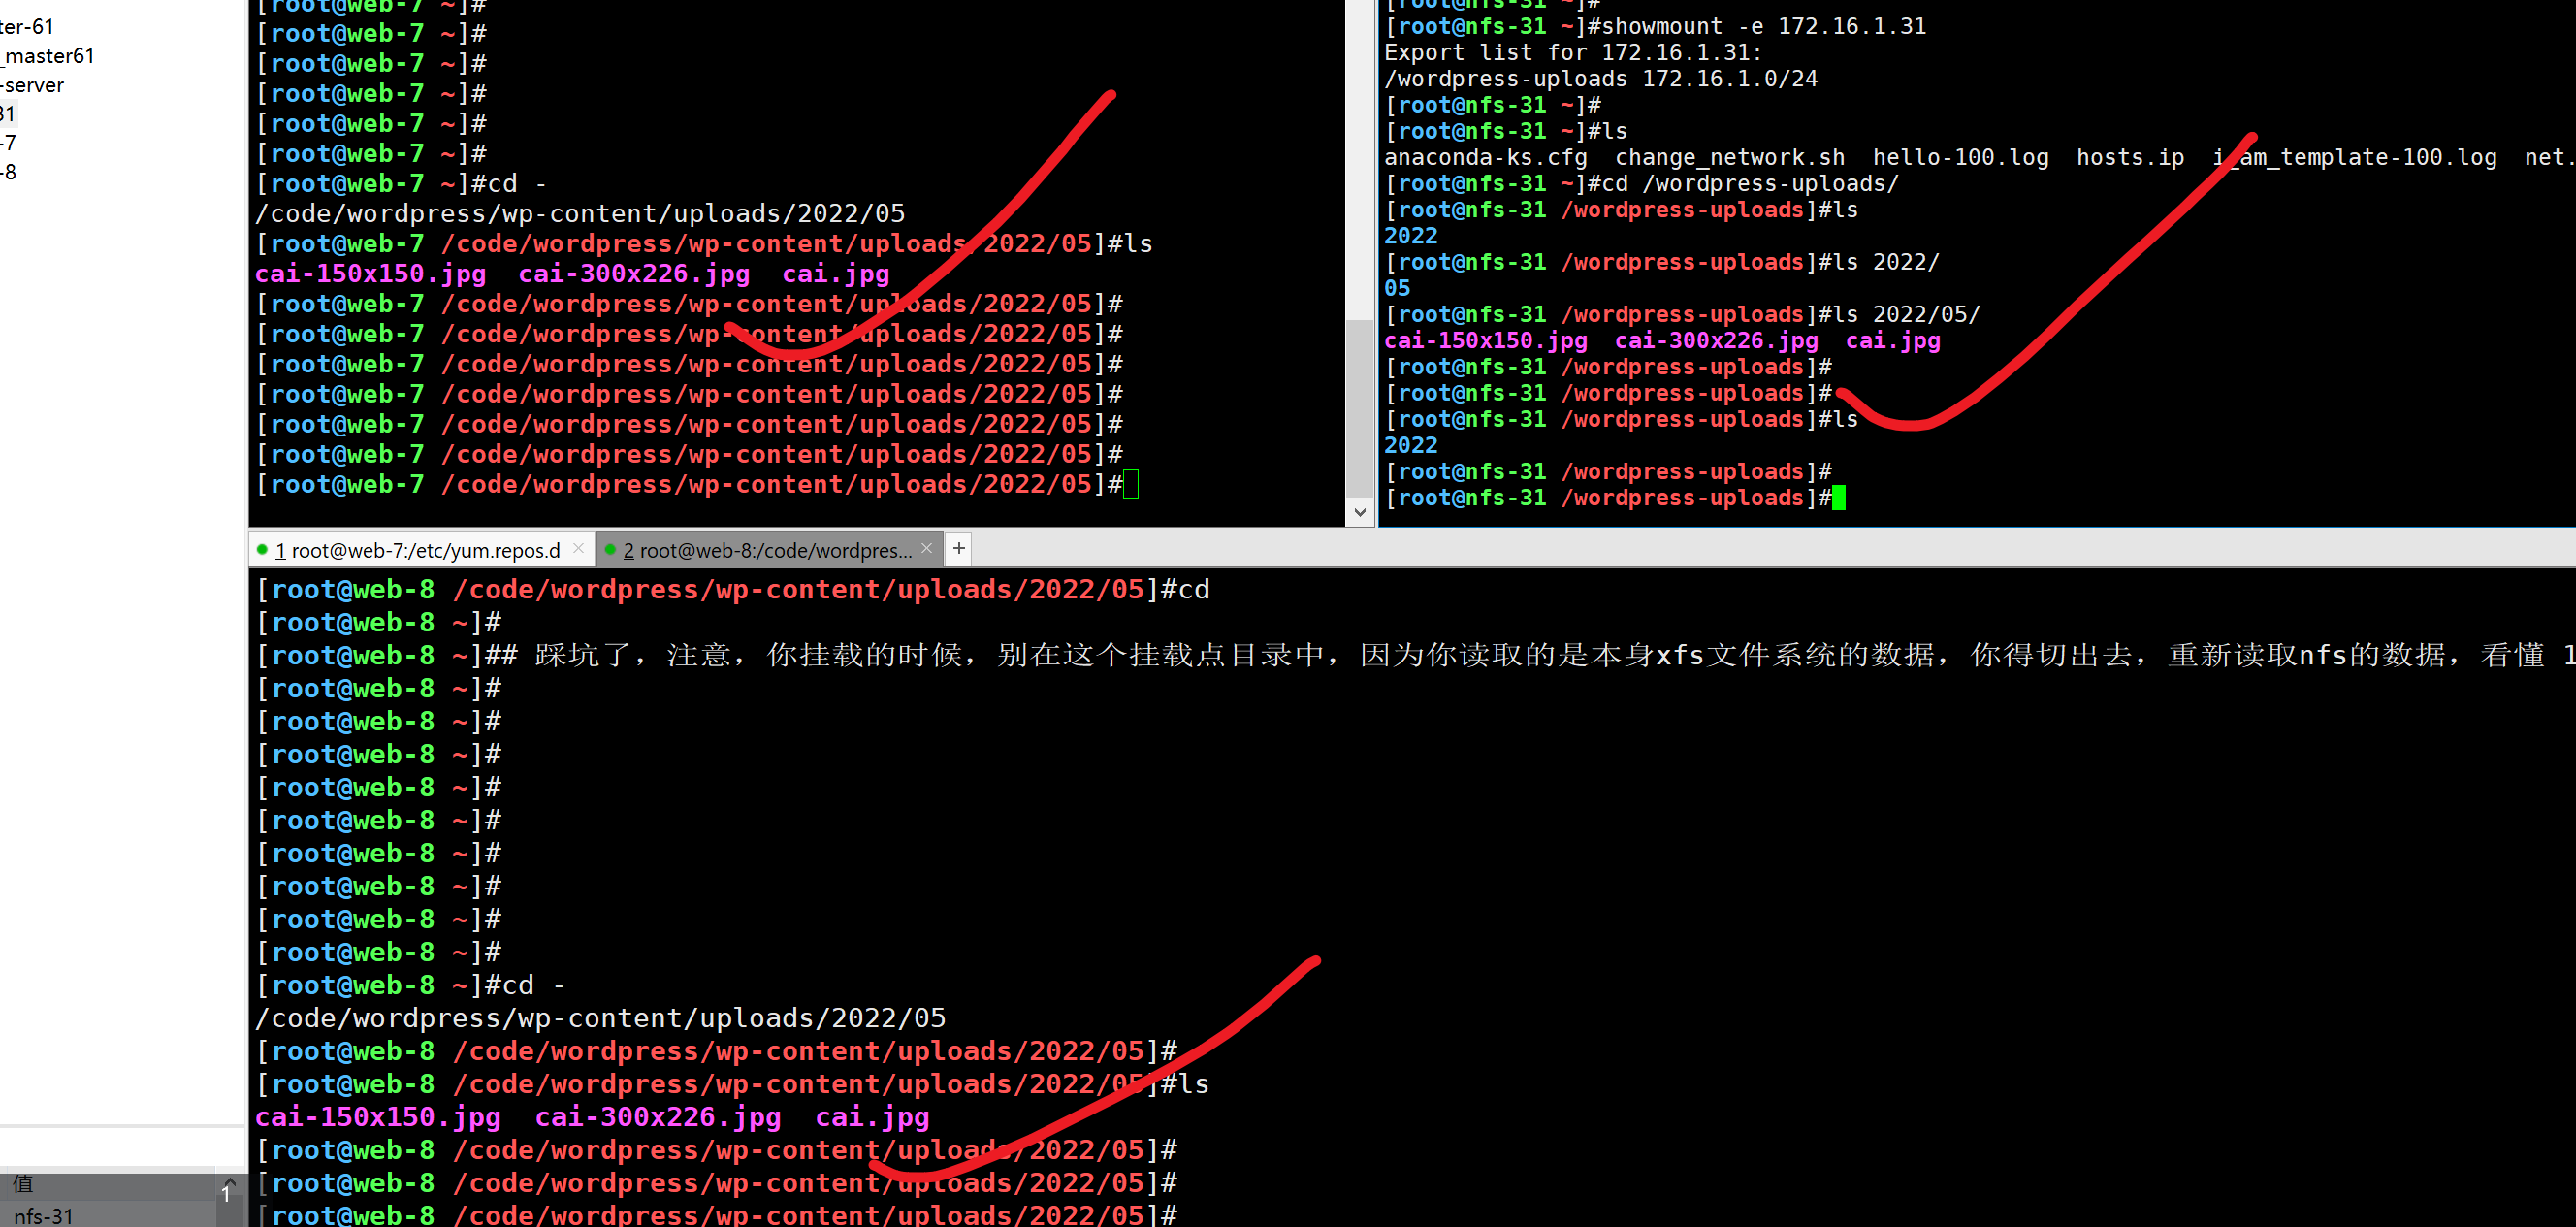 ter-61
_master61
-server
31
-7
-8
值
1
nfs-31
[root@web-7 ~]#
[root@web-7 ~]#
[root@web-7 ~]#
[root@web-7 ~]#
[root@web-7 ~]#
[root@web-7 ~]#
[root@web-7 ~]#cd -
/code/wordpress/wp-content/uploads/2022/05
[root@web-7 /code/wordpress/wp-content/uploads/2022/05]#ls
cai-150x150.jpg  cai-300x226.jpg  cai.jpg
[root@web-7 /code/wordpress/wp-content/uploads/2022/05]#
[root@web-7 /code/wordpress/wp-content/uploads/2022/05]#
[root@web-7 /code/wordpress/wp-content/uploads/2022/05]#
[root@web-7 /code/wordpress/wp-content/uploads/2022/05]#
[root@web-7 /code/wordpress/wp-content/uploads/2022/05]#
[root@web-7 /code/wordpress/wp-content/uploads/2022/05]#
[root@web-7 /code/wordpress/wp-content/uploads/2022/05]#
[root@nfs-31 ~]#
[root@nfs-31 ~]#showmount -e 172.16.1.31
Export list for 172.16.1.31:
/wordpress-uploads 172.16.1.0/24
[root@nfs-31 ~]#
[root@nfs-31 ~]#ls
anaconda-ks.cfg  change_network.sh  hello-100.log  hosts.ip  i_am_template-100.log  net.
[root@nfs-31 ~]#cd /wordpress-uploads/
[root@nfs-31 /wordpress-uploads]#ls
2022
[root@nfs-31 /wordpress-uploads]#ls 2022/
05
[root@nfs-31 /wordpress-uploads]#ls 2022/05/
cai-150x150.jpg  cai-300x226.jpg  cai.jpg
[root@nfs-31 /wordpress-uploads]#
[root@nfs-31 /wordpress-uploads]#
[root@nfs-31 /wordpress-uploads]#ls
2022
[root@nfs-31 /wordpress-uploads]#
[root@nfs-31 /wordpress-uploads]#
1 root@web-7:/etc/yum.repos.d × 2 root@web-8:/code/wordpres... × +
[root@web-8 /code/wordpress/wp-content/uploads/2022/05]#cd
[root@web-8 ~]#
[root@web-8 ~]## 踩坑了，注意，你挂载的时候，别在这个挂载点目录中，因为你读取的是本身xfs文件系统的数据，你得切出去，重新读取nfs的数据，看懂 1
[root@web-8 ~]#
[root@web-8 ~]#
[root@web-8 ~]#
[root@web-8 ~]#
[root@web-8 ~]#
[root@web-8 ~]#
[root@web-8 ~]#
[root@web-8 ~]#
[root@web-8 ~]#
[root@web-8 ~]#cd -
/code/wordpress/wp-content/uploads/2022/05
[root@web-8 /code/wordpress/wp-content/uploads/2022/05]#
[root@web-8 /code/wordpress/wp-content/uploads/2022/05]#ls
cai-150x150.jpg  cai-300x226.jpg  cai.jpg
[root@web-8 /code/wordpress/wp-content/uploads/2022/05]#
[root@web-8 /code/wordpress/wp-content/uploads/2022/05]#
[root@web-8 /code/wordpress/wp-content/uploads/2022/05]#